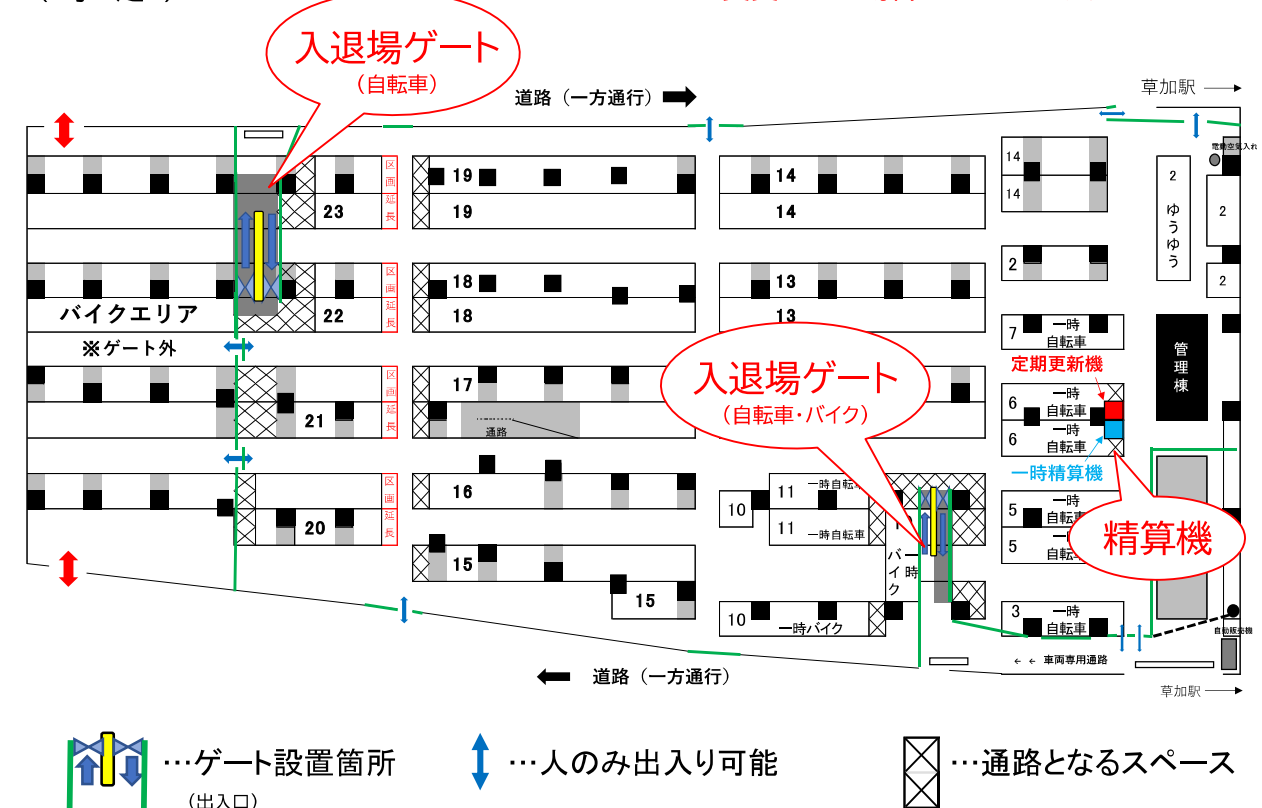 入退場ゲート
(自転車)
道路（一方通行）
草加駅
電動空気入れ
区画延長
19
14
14
14
2
ゆうゆう
2
23
19
14
区画延長
18
13
2
2
バイクエリア
22
18
13
※ゲート外
入退場ゲート
(自転車・バイク)
7
一時
自転車
管理棟
定期更新機
区画延長
17
6
一時
自転車
21
通路
6
一時
自転車
一時精算機
区画延長
16
11
一時自転車
10
5
一時
20
11
一時自転車
5
一時
自転
精算機
15
一時
バイク
15
10
一時バイク
3
一時
自転車
自動販売機
← ← 車両専用通路
道路（一方通行）
草加駅
…ゲート設置箇所
(出入口)
…人のみ出入り可能
…通路となるスペース